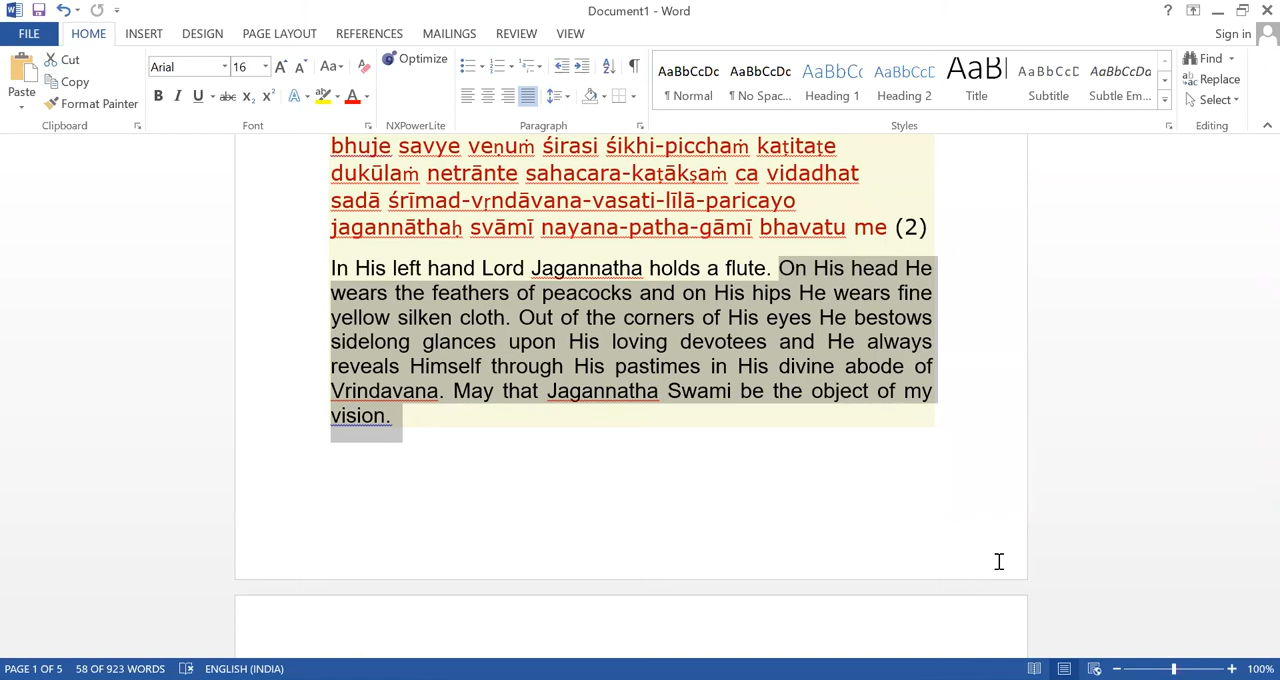 Document1 - Word
Sign in
FILE HOME INSERT DESIGN PAGE LAYOUT REFERENCES MAILINGS REVIEW VIEW
Paste
Cut
Copy
Format Painter
Clipboard
Arial 16
Font
Optimize
NXPowerLite
Paragraph
AaBbCcDc AaBbCcDc AaBbCc AaBbCcC AaBl AaBbCcC AaBbCcDa
¶ Normal ¶ No Spac... Heading 1 Heading 2 Title Subtitle Subtle Em...
Styles
Find
Replace
Select
Editing
bhuje savye veṇuṁ śirasi śikhi-picchaṁ kaṭitaṭe
dukūlaṁ netrānte sahacara-kaṭākṣaṁ ca vidadhat
sadā śrīmad-vṛndāvana-vasati-līlā-paricayo
jagannāthaḥ svāmī nayana-patha-gāmī bhavatu me (2)
In His left hand Lord Jagannatha holds a flute. On His head He
wears the feathers of peacocks and on His hips He wears fine
yellow silken cloth. Out of the corners of His eyes He bestows
sidelong glances upon His loving devotees and He always
reveals Himself through His pastimes in His divine abode of
Vrindavana. May that Jagannatha Swami be the object of my
vision.
PAGE 1 OF 5 58 OF 923 WORDS ENGLISH (INDIA) 100%